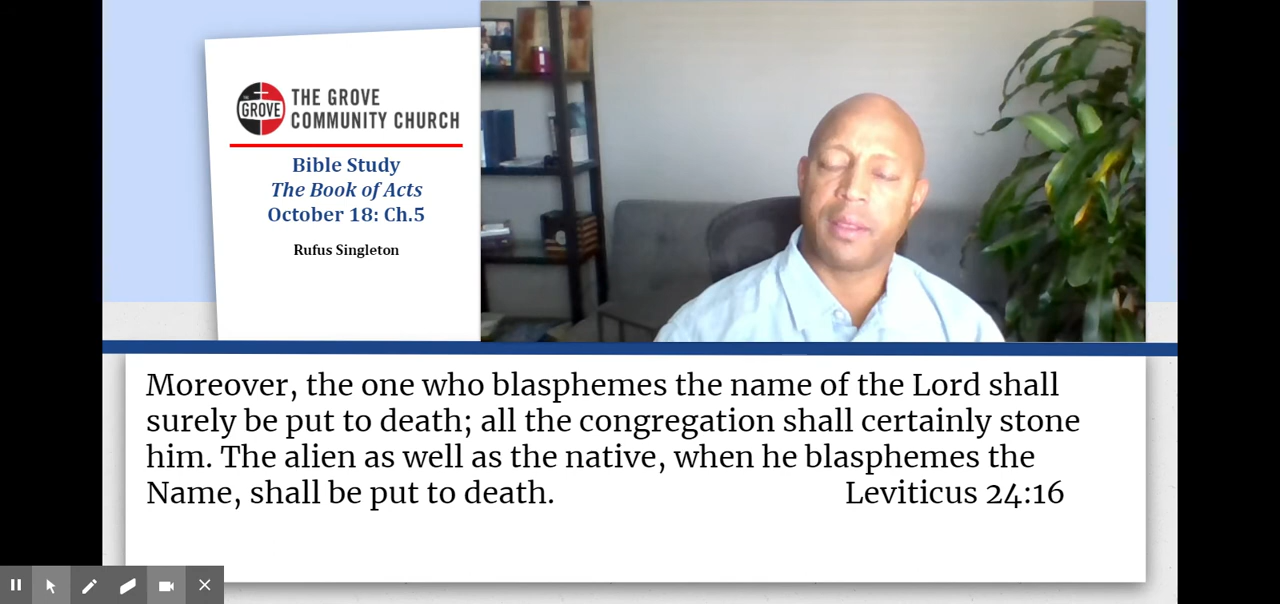 THE
GROVE
THE GROVE
COMMUNITY CHURCH
Bible Study
The Book of Acts
October 18: Ch.5
Rufus Singleton
Moreover, the one who blasphemes the name of the Lord shall
surely be put to death; all the congregation shall certainly stone
him. The alien as well as the native, when he blasphemes the
Name, shall be put to death. Leviticus 24:16